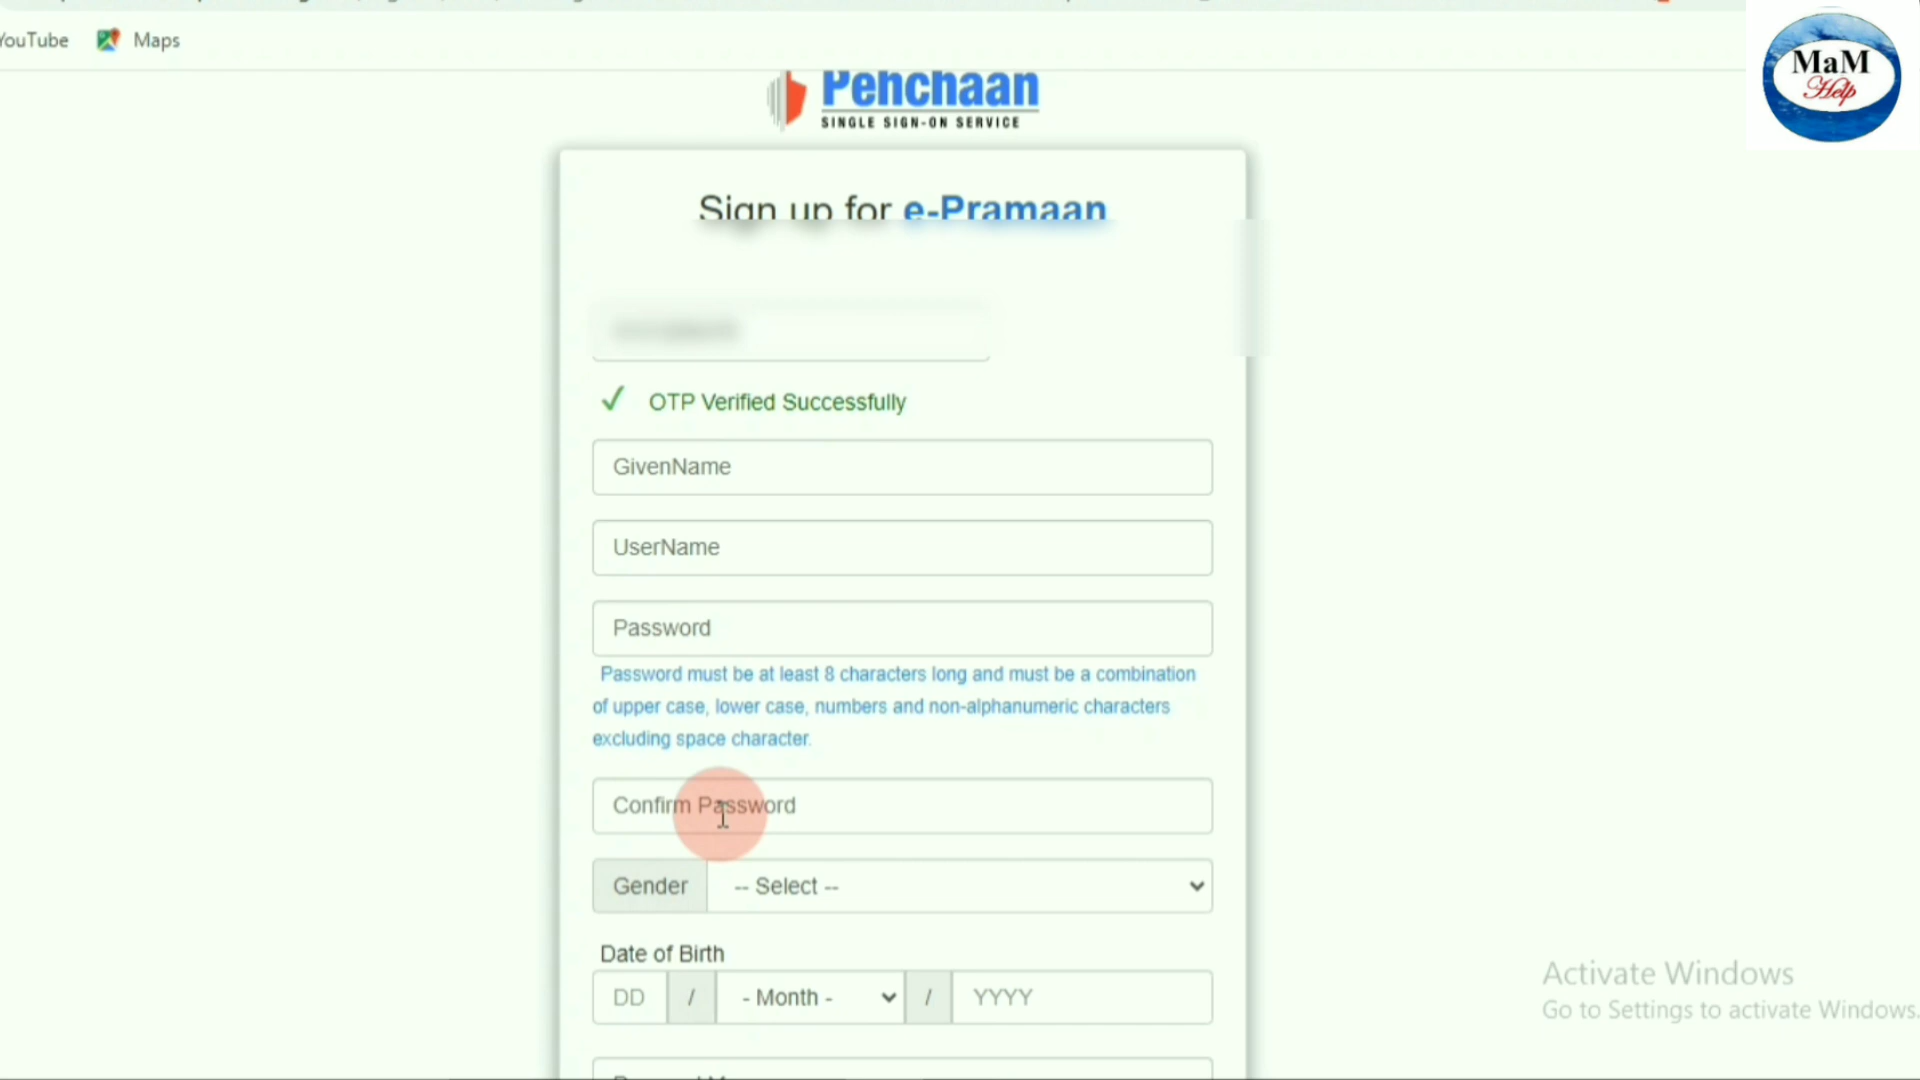 YouTube Maps
MaM
Help
Pehchaan
SINGLE SIGN-ON SERVICE
Sign up for e-Pramaan
OTP Verified Successfully
GivenName
UserName
Password
Password must be at least 8 characters long and must be a combination
of upper case, lower case, numbers and non-alphanumeric characters
excluding space character.
Confirm Password
Gender -- Select --
Date of Birth
DD / - Month - / YYYY
Activate Windows
Go to Settings to activate Windows.